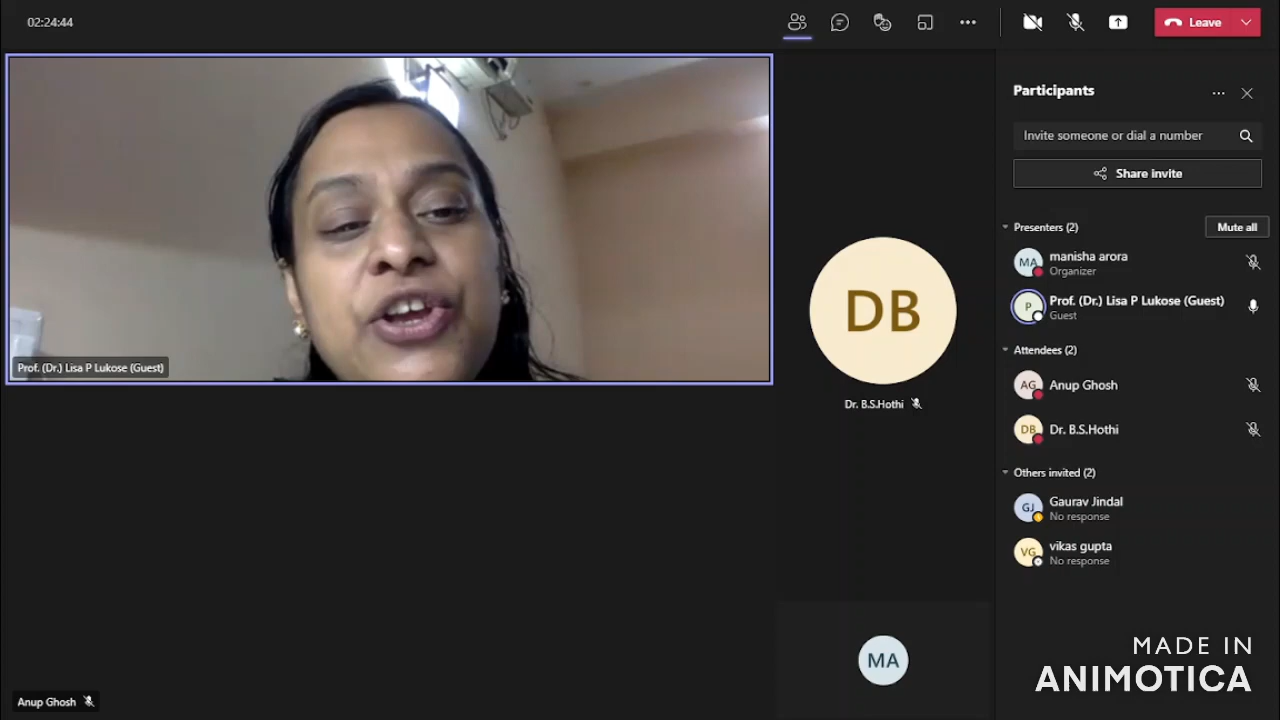 02:24:44
Leave
Prof. (Dr.) Lisa P Lukose (Guest)
DB
Dr. B.S.Hothi
MA
Anup Ghosh
Participants
Invite someone or dial a number
Share invite
Presenters (2)
Mute all
MA
manisha arora
Organizer
P
Prof. (Dr.) Lisa P Lukose (Guest)
Guest
Attendees (2)
AG
Anup Ghosh
DB
Dr. B.S.Hothi
Others invited (2)
GJ
Gaurav Jindal
No response
VG
vikas gupta
No response
MADE IN
ANIMOTICA